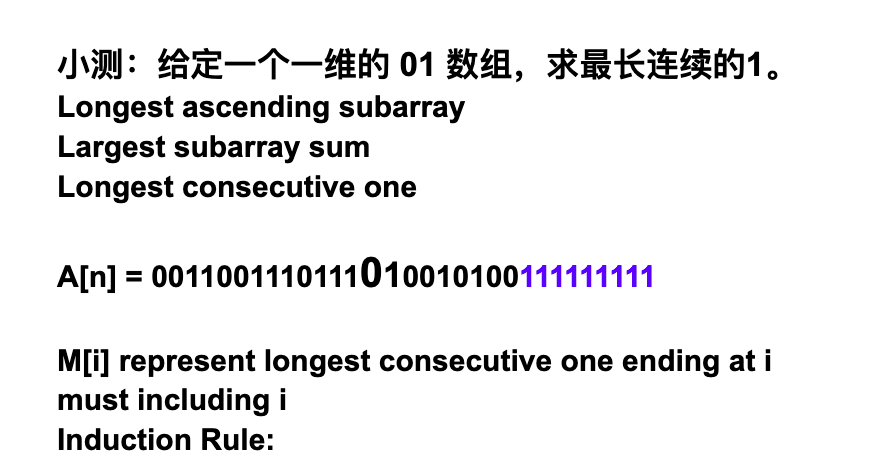 小测：给定一个一维的 01 数组，求最长连续的1。
Longest ascending subarray
Largest subarray sum
Longest consecutive one
A[n] = 0011001110111010010100111111111
M[i] represent longest consecutive one ending at i
must including i
Induction Rule: